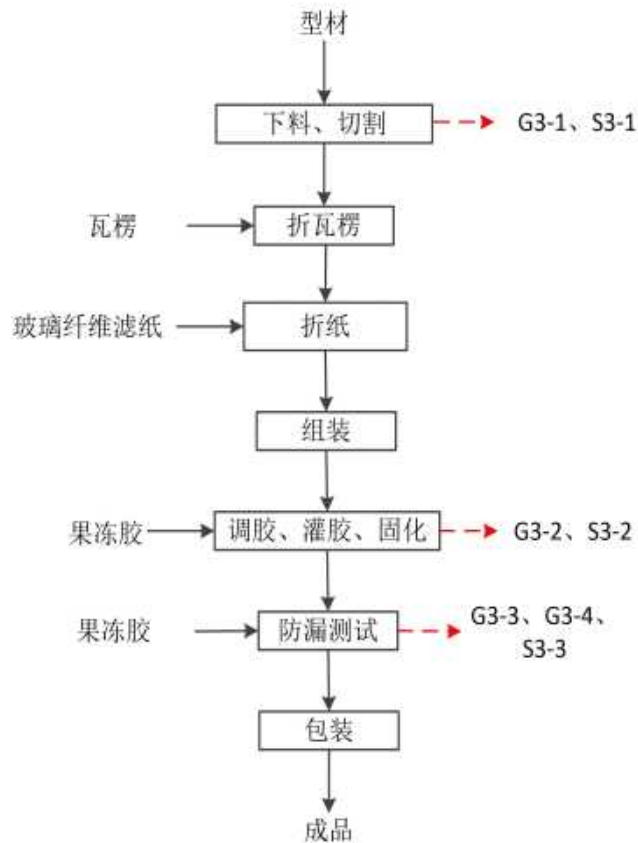 型材
下料、切割
G3-1、S3-1
瓦楞
折瓦楞
玻璃纤维滤纸
折纸
组装
果冻胶
调胶、灌胶、固化
G3-2、S3-2
果冻胶
防漏测试
G3-3、G3-4、
S3-3
包装
成品